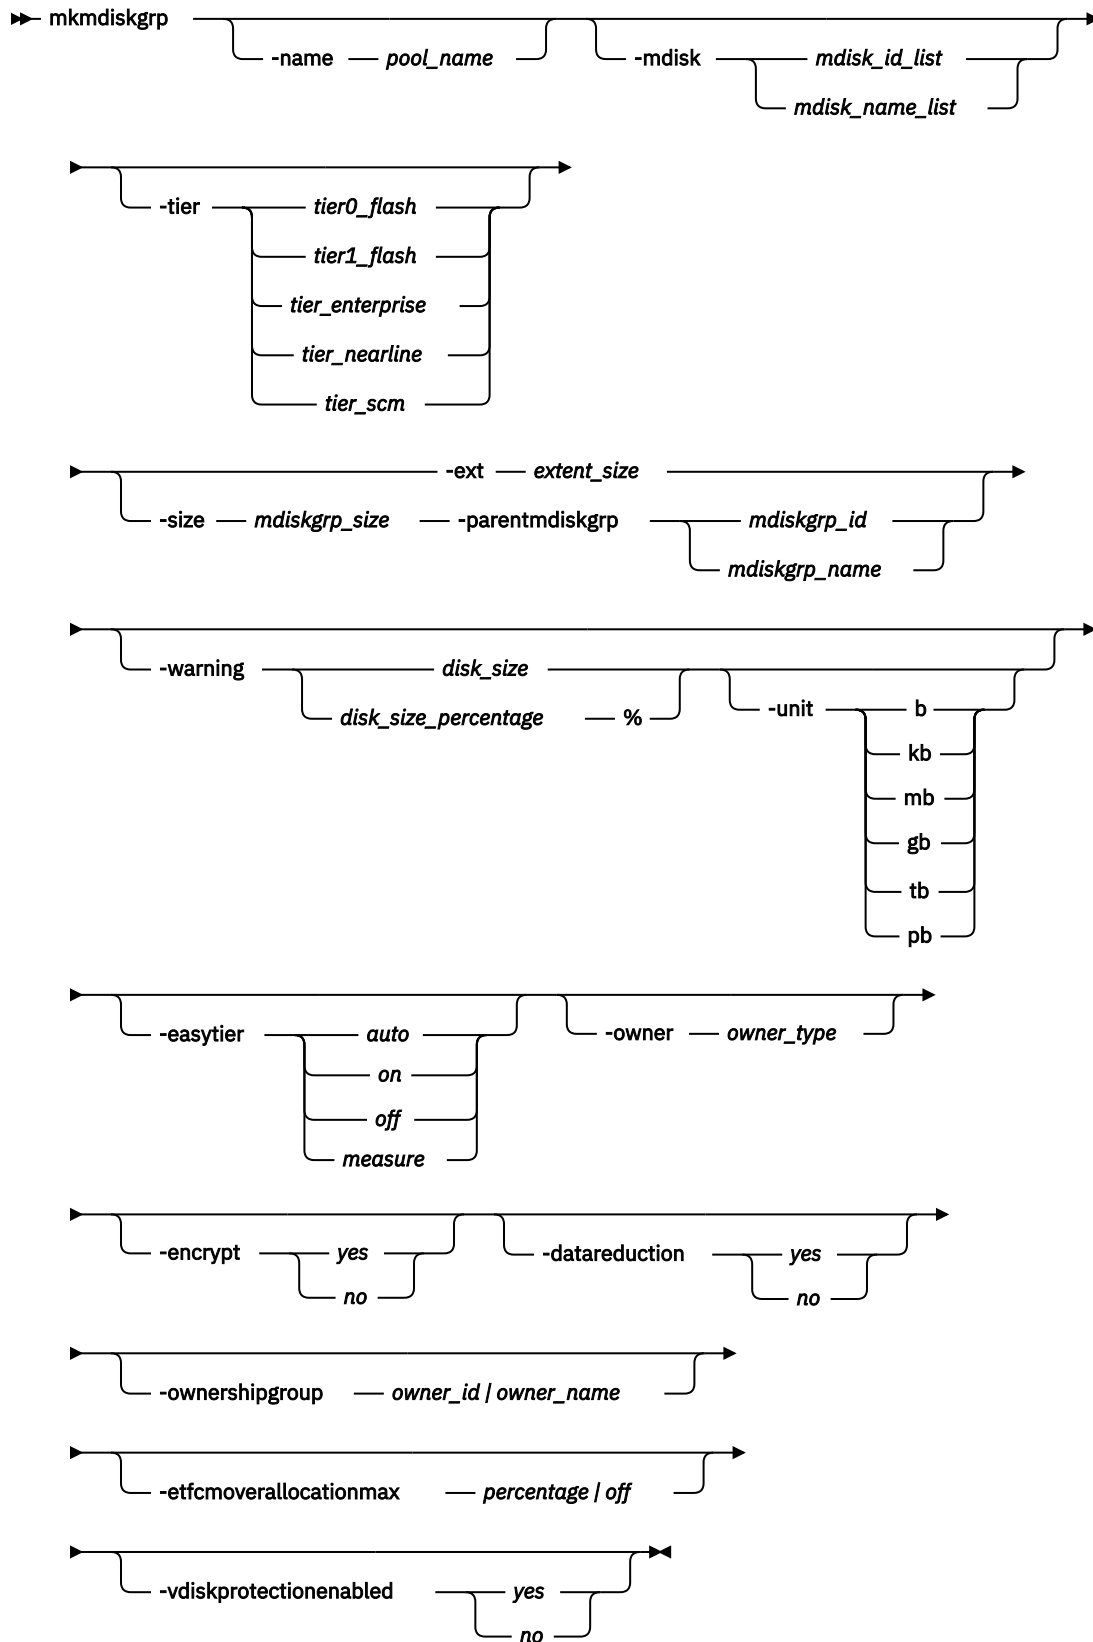 mkmdiskgrp
-name pool_name -mdisk mdisk_id_list
mdisk_name_list
-tier tier0_flash
tier1_flash
tier_enterprise
tier_nearline
tier_scm
-ext extent_size
-size mdiskgrp_size -parentmdiskgrp mdiskgrp_id
mdiskgrp_name
-warning disk_size
disk_size_percentage %
-unit b
kb
mb
gb
tb
pb
-easytier auto -owner owner_type
on
off
measure
-encrypt yes -datareduction yes
no no
-ownershipgroup owner_id | owner_name
-etfcmoverallocationmax percentage | off
-vdiskprotectionenabled yes
no